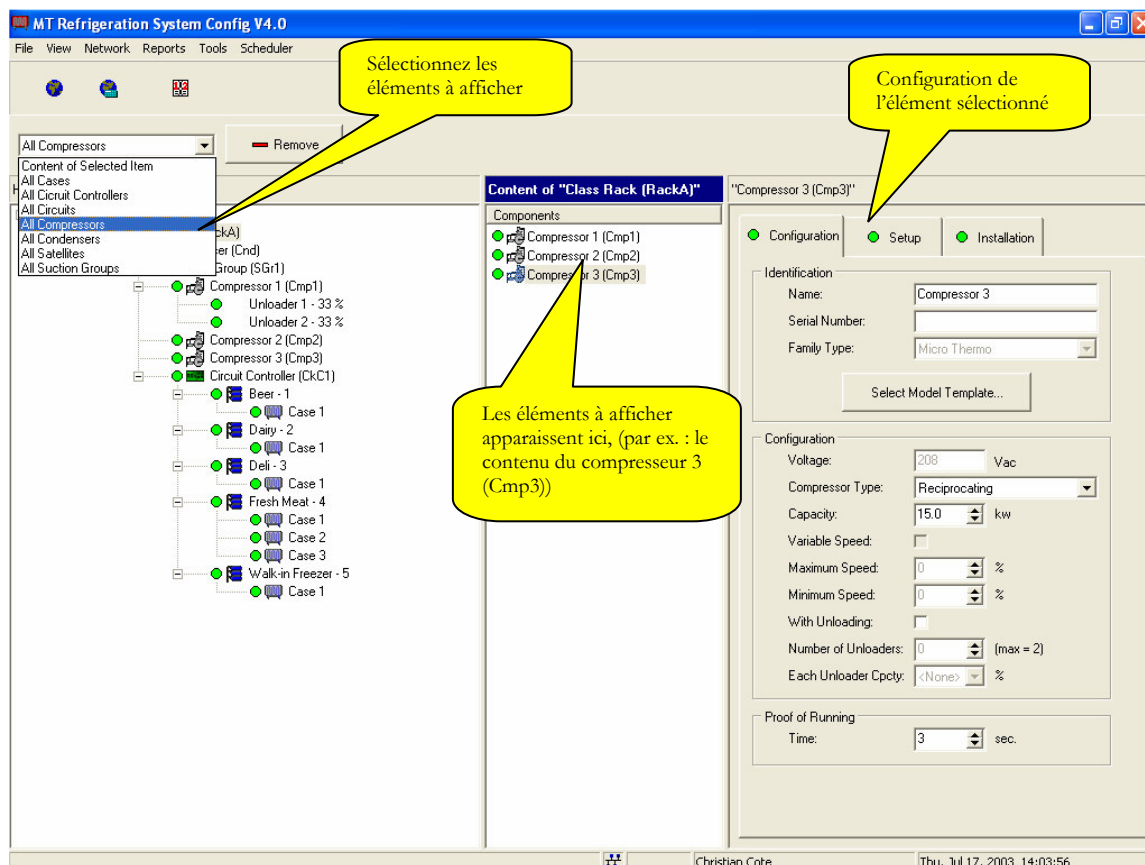 MT Refrigeration System Config V4.0
File View Network Reports Tools Scheduler
Sélectionnez les
éléments à afficher
Configuration de
l'élément sélectionné
All Compressors
Remove
Content of Selected Item
All Cases
All Cicruit Controllers
All Circuits
All Compressors
All Condensers
All Satellites
All Suction Groups
ckA)
er (Cnd)
Group (SGr1)
Compressor 1 (Cmp1)
Unloader 1 - 33 %
Unloader 2 - 33 %
Compressor 2 (Cmp2)
Compressor 3 (Cmp3)
Circuit Controller (CkC1)
Beer - 1
Case 1
Dairy - 2
Case 1
Deli - 3
Case 1
Fresh Meat - 4
Case 1
Case 2
Case 3
Walk-in Freezer - 5
Case 1
Content of "Class Rack (RackA)"
Components
Compressor 1 (Cmp1)
Compressor 2 (Cmp2)
Compressor 3 (Cmp3)
Les éléments à afficher
apparaissent ici, (par ex. : le
contenu du compresseur 3
(Cmp3))
"Compressor 3 (Cmp3)"
Configuration Setup Installation
Identification
Name: Compressor 3
Serial Number:
Family Type: Micro Thermo
Select Model Template...
Configuration
Voltage: 208 Vac
Compressor Type: Reciprocating
Capacity: 15.0 kw
Variable Speed:
Maximum Speed: 0 %
Minimum Speed: 0 %
With Unloading:
Number of Unloaders: 0 (max = 2)
Each Unloader Cpcty: <None> %
Proof of Running
Time: 3 sec.
Christian Cote Thu, Jul 17, 2003 14:03:56